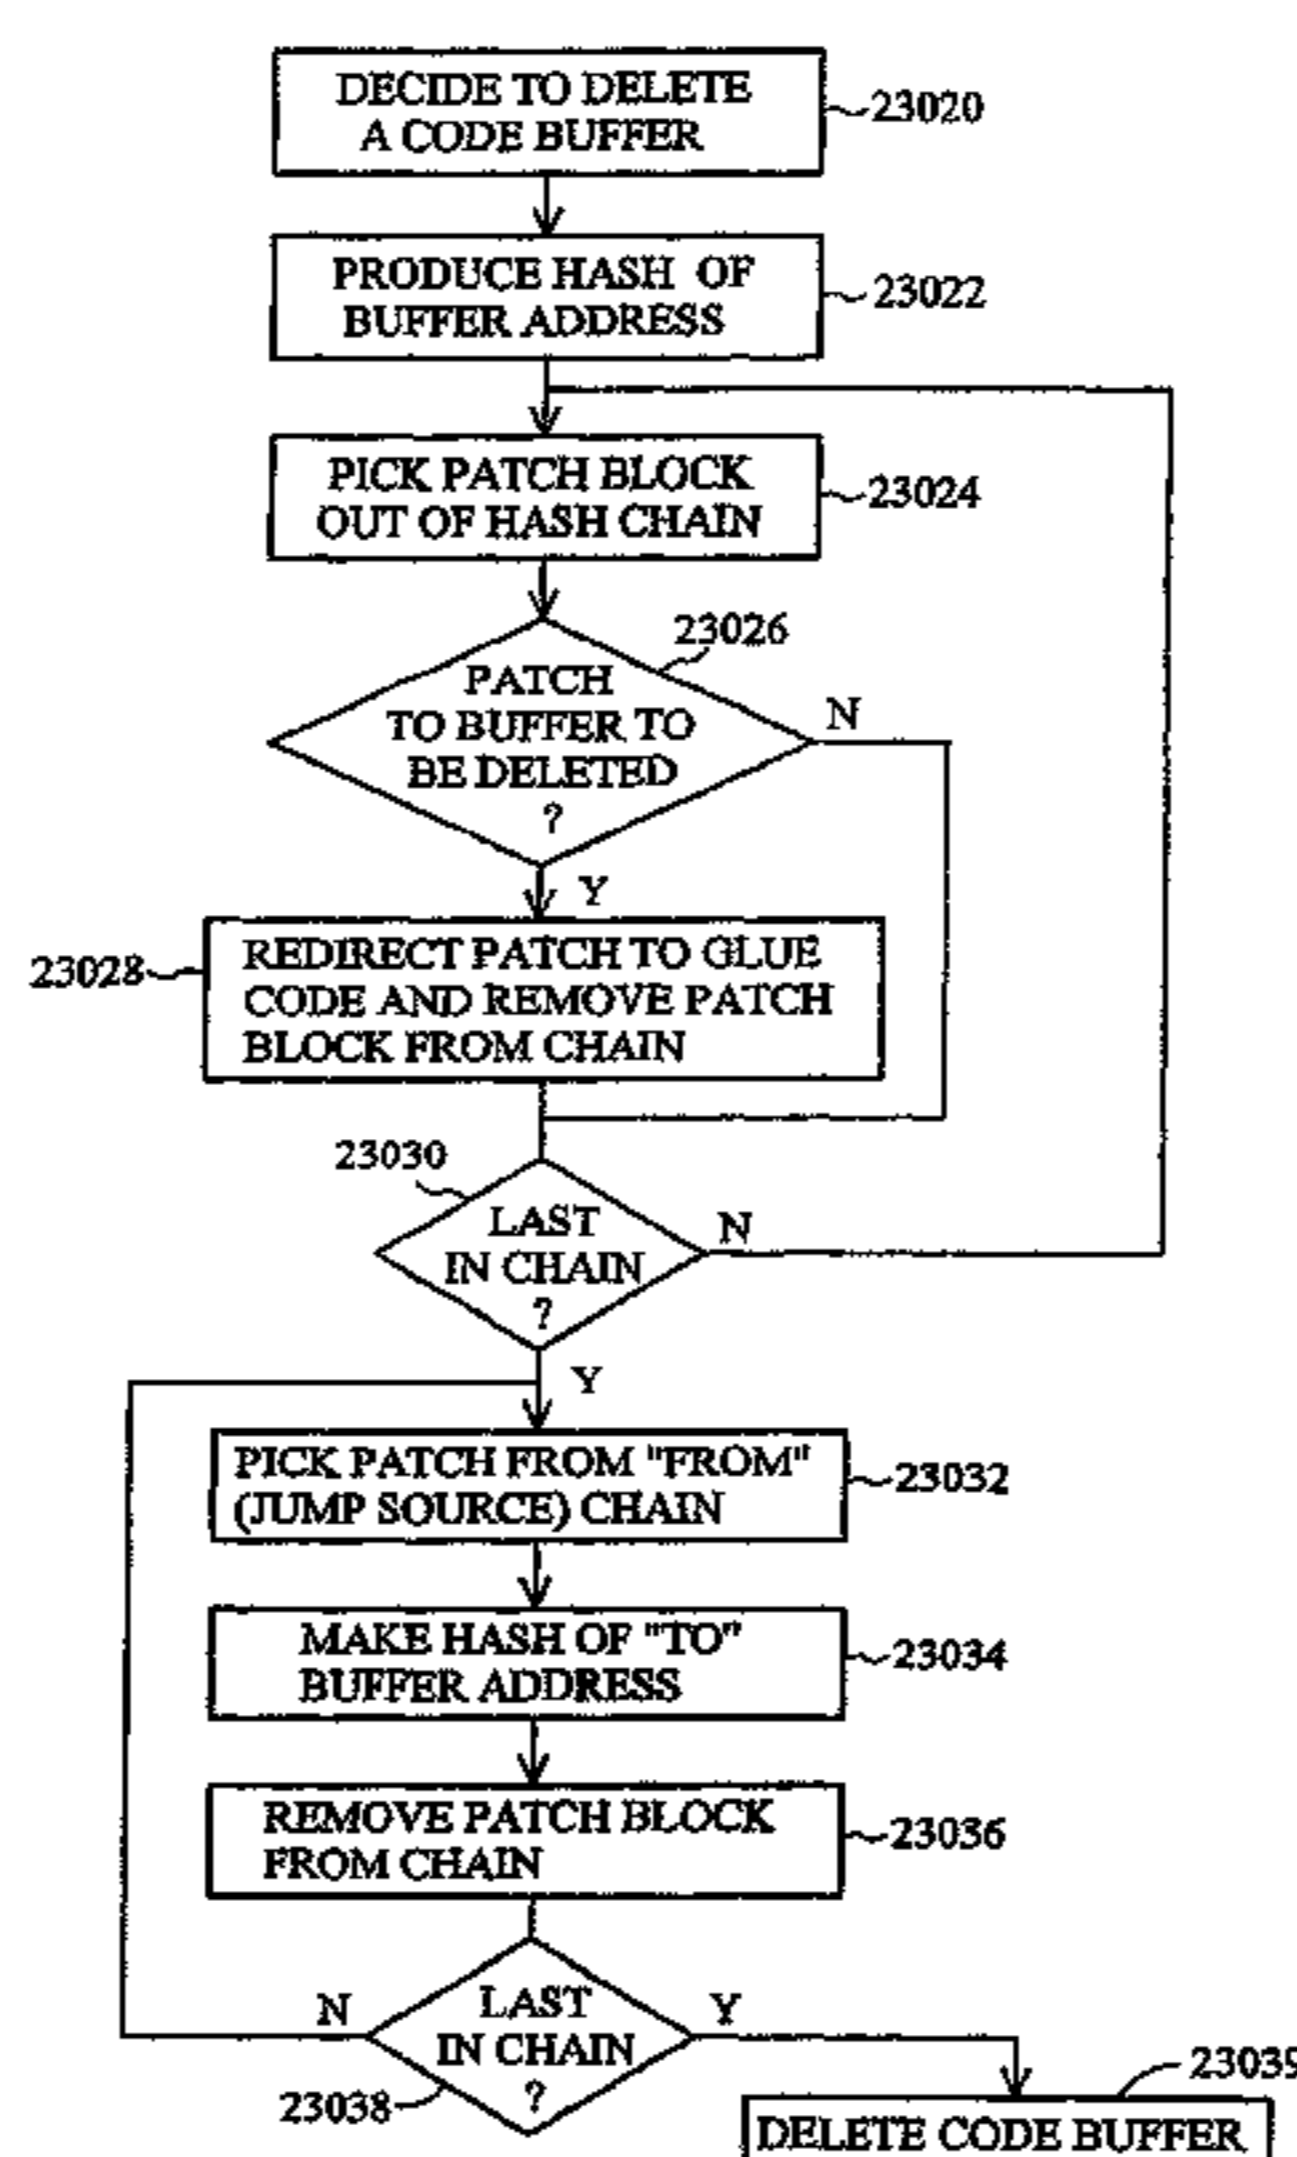 DECIDE TO DELETE
A CODE BUFFER
23020
PRODUCE HASH OF
BUFFER ADDRESS
23022
PICK PATCH BLOCK
OUT OF HASH CHAIN
23024
23026
PATCH
TO BUFFER TO
BE DELETED
?
N
Y
23028
REDIRECT PATCH TO GLUE
CODE AND REMOVE PATCH
BLOCK FROM CHAIN
23030
LAST
IN CHAIN
?
N
Y
PICK PATCH FROM "FROM"
(JUMP SOURCE) CHAIN
23032
MAKE HASH OF "TO"
BUFFER ADDRESS
23034
REMOVE PATCH BLOCK
FROM CHAIN
23036
N
LAST
IN CHAIN
?
Y
23038
23039
DELETE CODE BUFFER